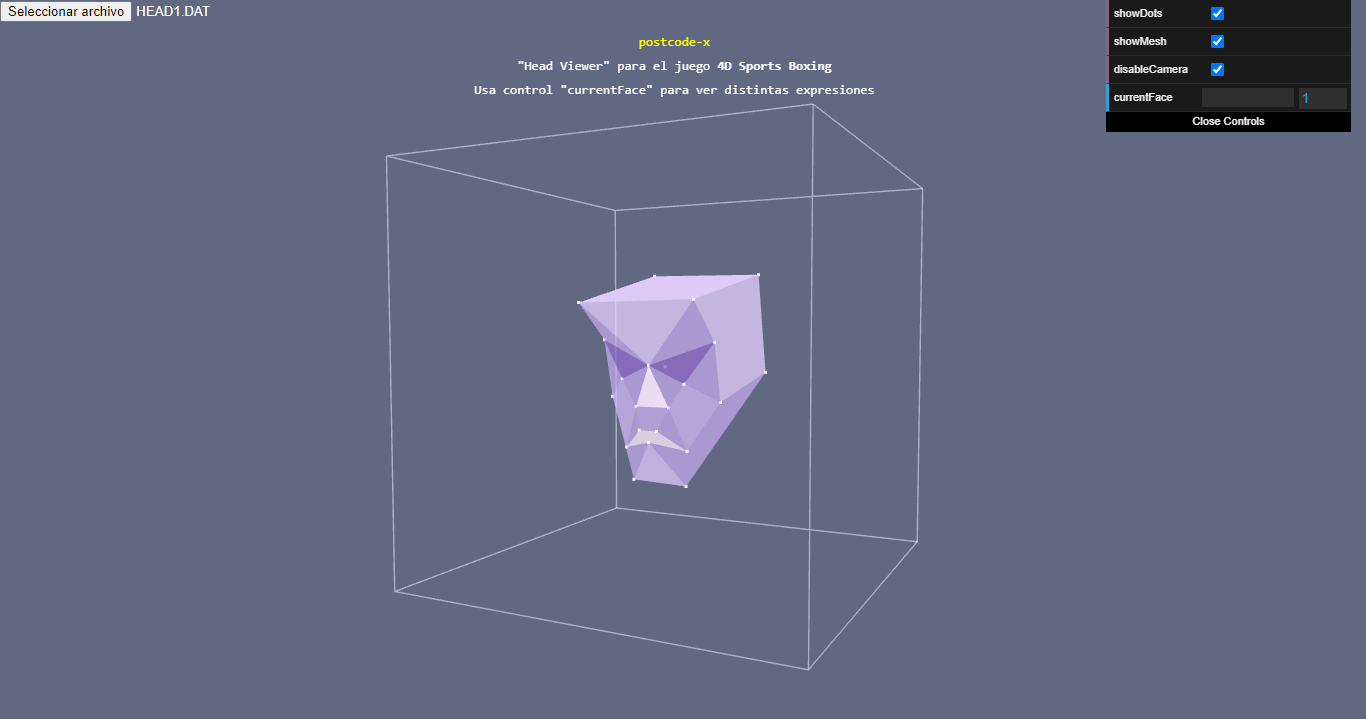 Seleccionar archivo HEAD1.DAT
postcode-x
"Head Viewer" para el juego 4D Sports Boxing
Usa control "currentFace" para ver distintas expresiones
showDots
showMesh
disableCamera
currentFace 1
Close Controls